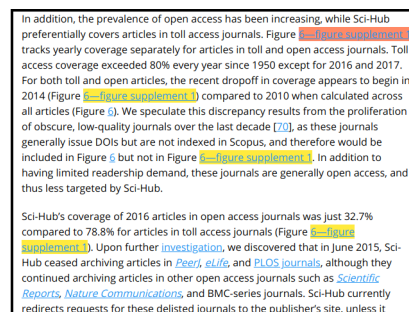 In addition, the prevalence of open access has been increasing, while Sci-Hub
preferentially covers articles in toll access journals. Figure 6—figure supplement 1
tracks yearly coverage separately for articles in toll and open access journals. Toll
access coverage exceeded 80% every year since 1950 except for 2016 and 2017.
For both toll and open articles, the recent dropoff in coverage appears to begin in
2014 (Figure 6—figure supplement 1) compared to 2010 when calculated across
all articles (Figure 6). We speculate this discrepancy results from the proliferation
of obscure, low-quality journals over the last decade [70], as these journals
generally issue DOIs but are not indexed in Scopus, and therefore would be
included in Figure 6 but not in Figure 6—figure supplement 1. In addition to
having limited readership demand, these journals are generally open access, and
thus less targeted by Sci-Hub.
Sci-Hub's coverage of 2016 articles in open access journals was just 32.7%
compared to 78.8% for articles in toll access journals (Figure 6—figure
supplement 1). Upon further investigation, we discovered that in June 2015, Sci-
Hub ceased archiving articles in PeerJ, eLife, and PLOS journals, although they
continued archiving articles in other open access journals such as Scientific
Reports, Nature Communications, and BMC-series journals. Sci-Hub currently
redirects requests for these delisted journals to the publisher's site, unless it